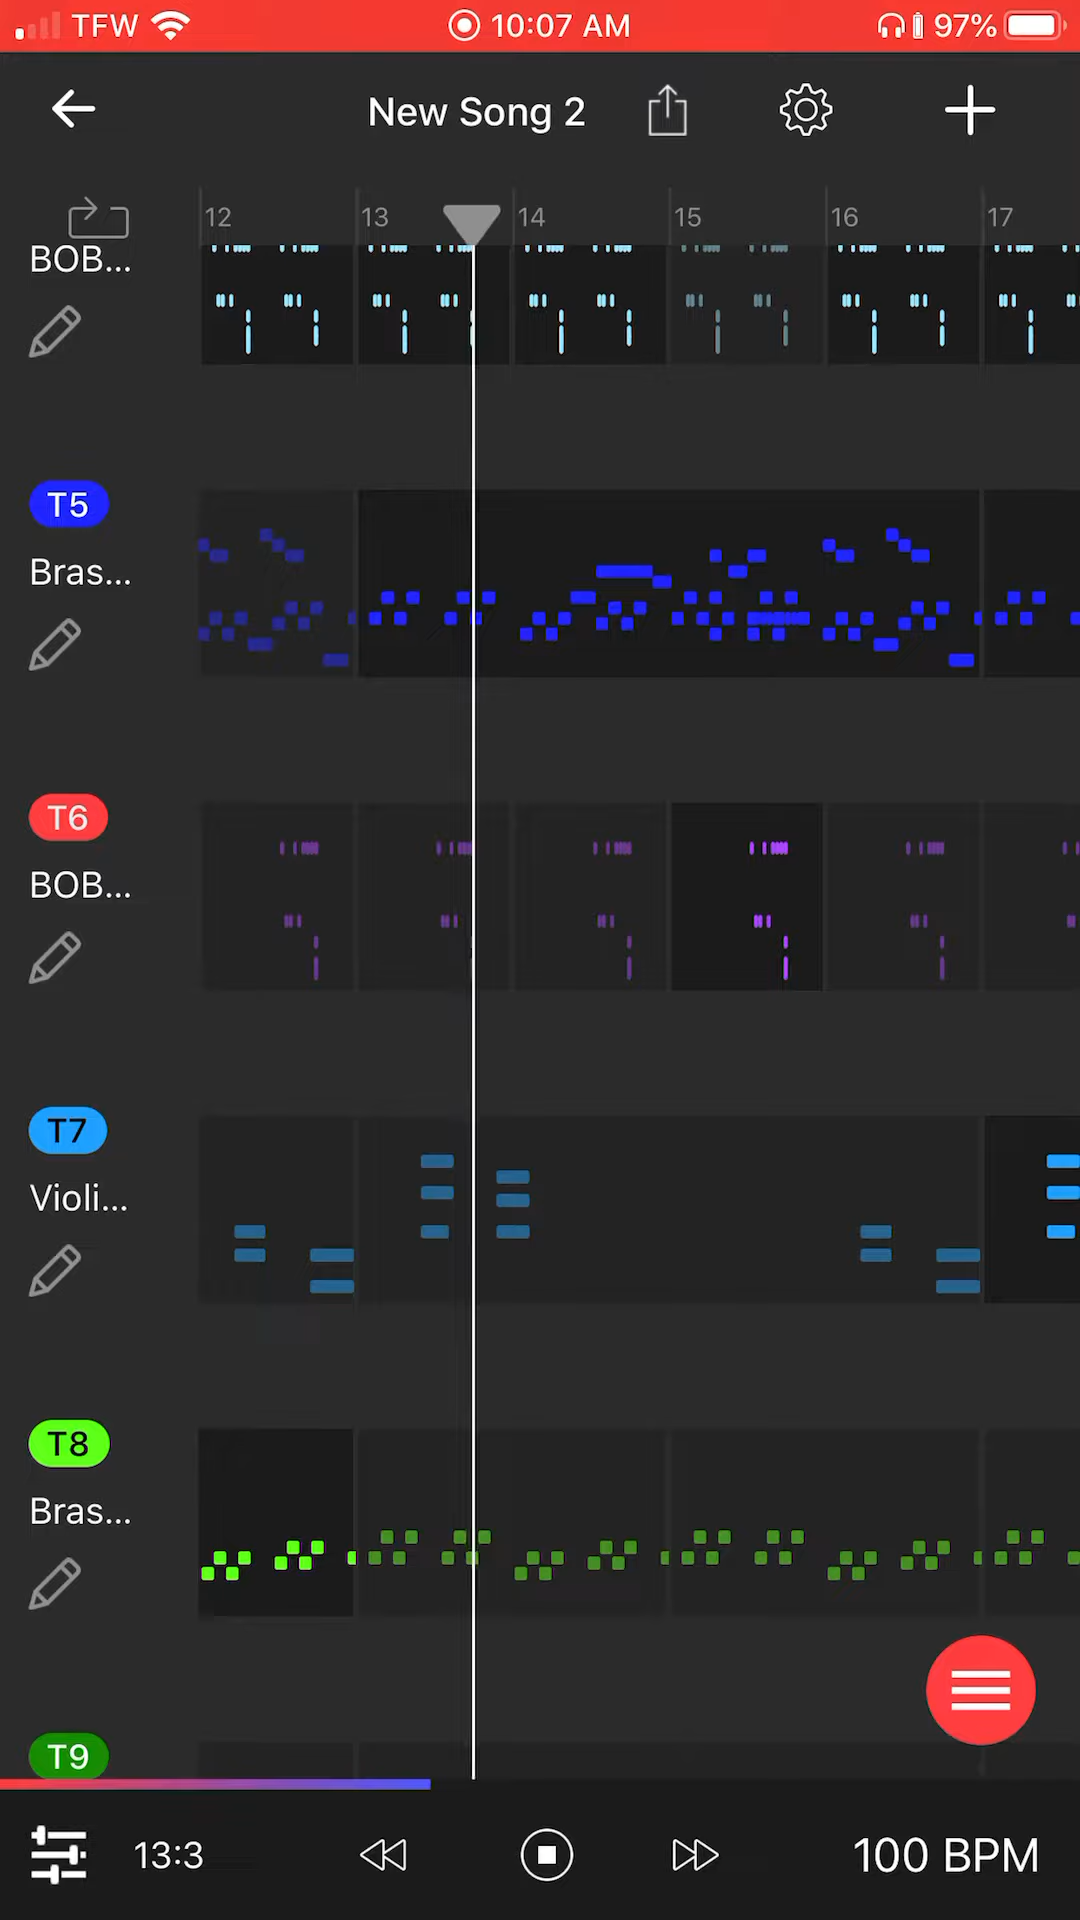 TFW 10:07 AM 97%
New Song 2
12 13 14 15 16 17
BOB...
T5
Bras...
T6
BOB...
T7
Violi...
T8
Bras...
T9
13:3 100 BPM